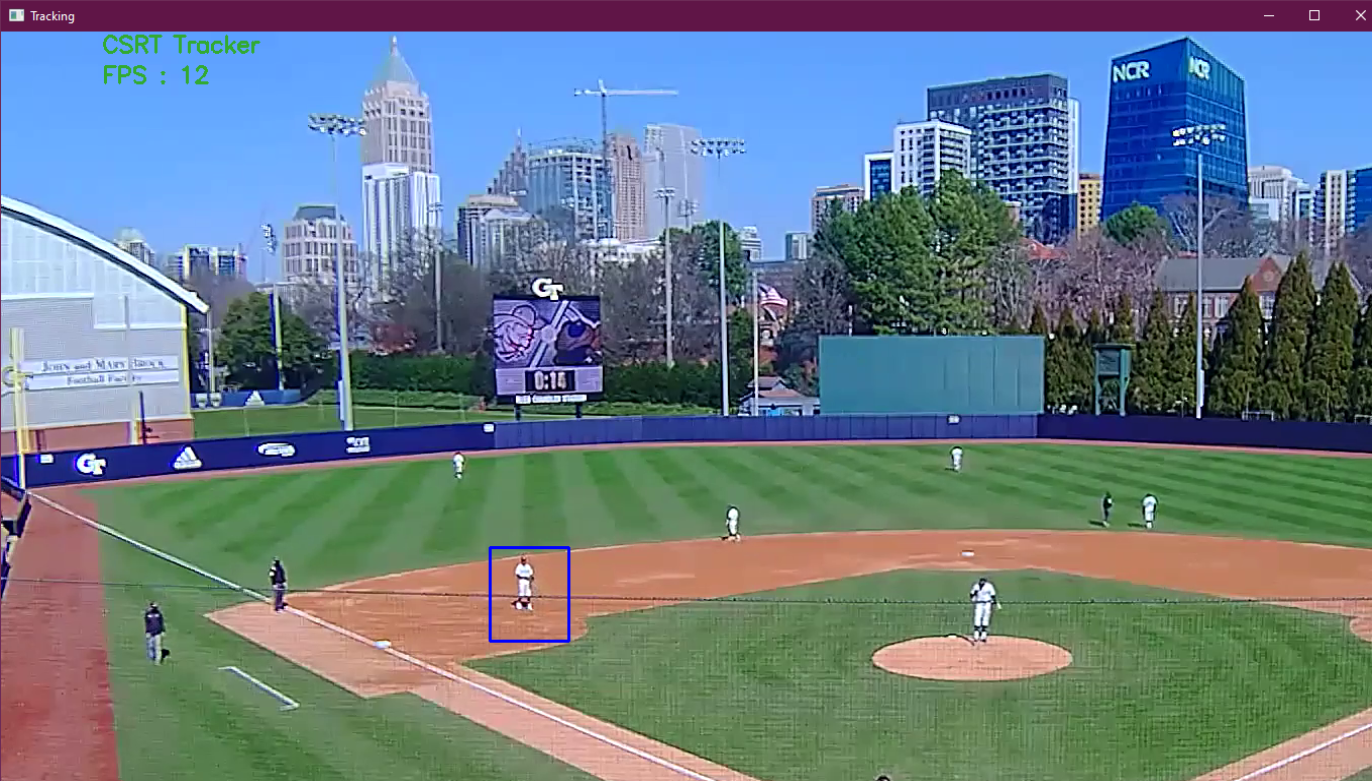 Tracking
CSRT Tracker
FPS : 12
NCR
NCR
GT
0:14
JOHN and MARY BROCK
Football Facility
GT